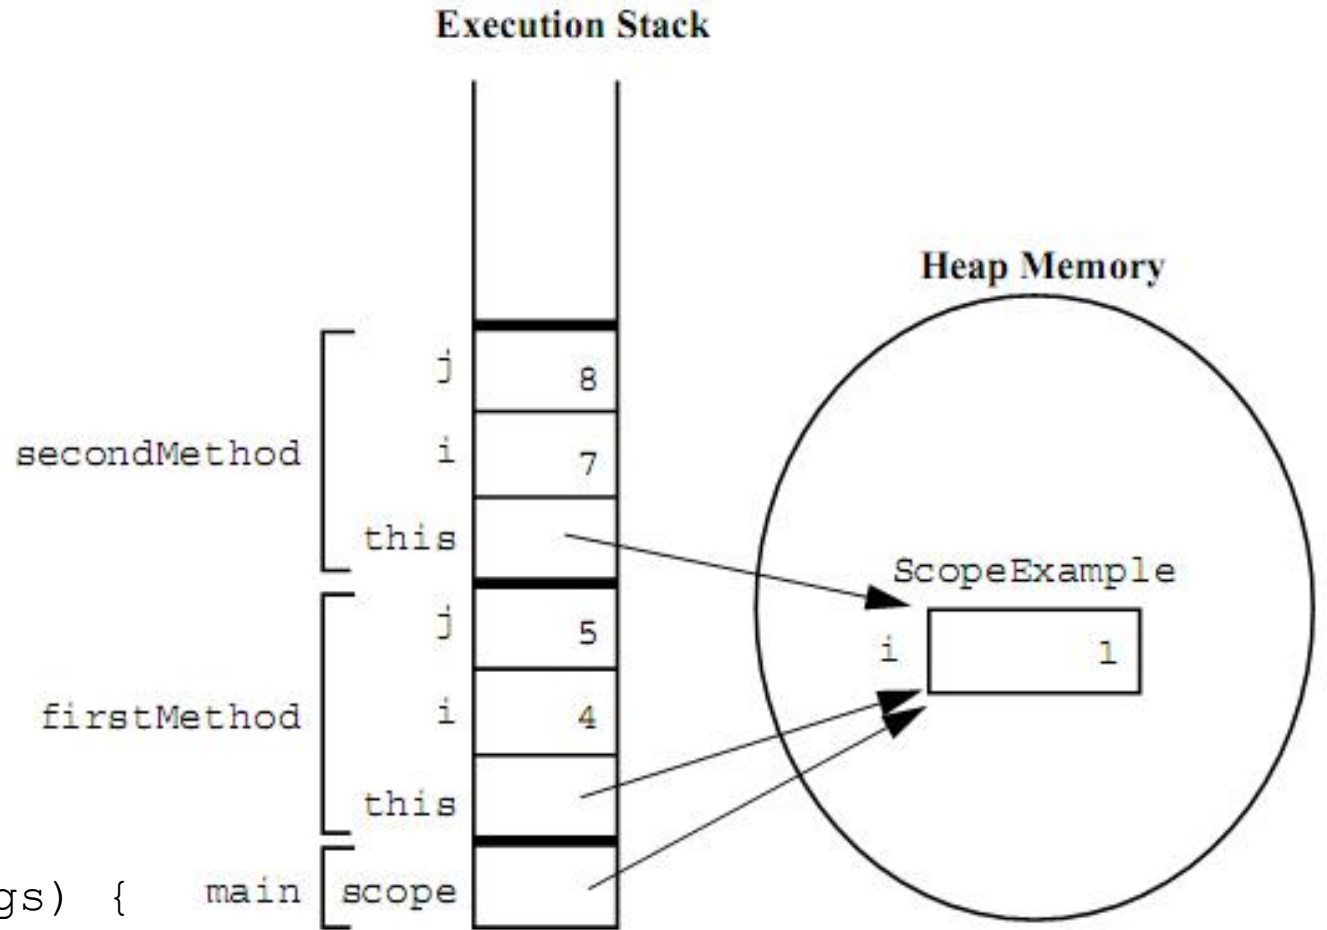 Execution Stack
Heap Memory
j 8
secondMethod i 7
this
ScopeExample
j 5
i 1
firstMethod i 4
this
gs) { main scope